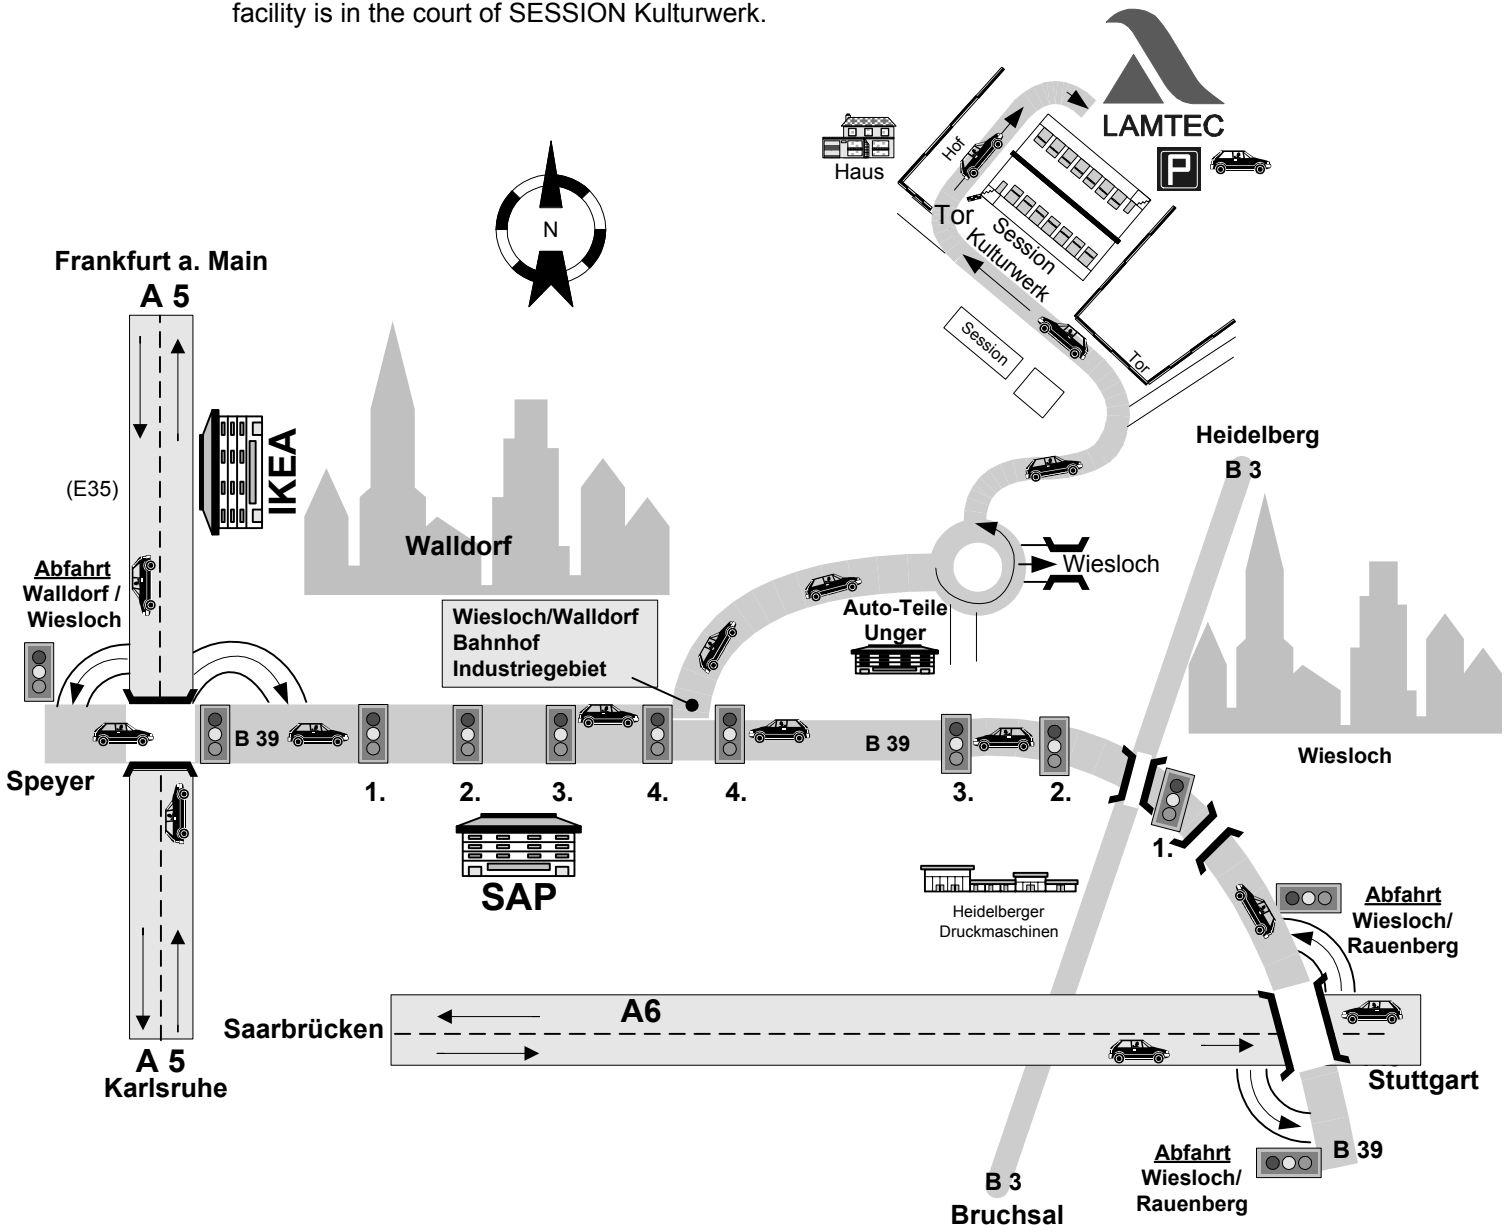 facility is in the court of SESSION Kulturwerk.
LAMTEC
P
Haus
Hof
Tor
Session
Kulturwerk
Session
Tor
N
Frankfurt a. Main
A 5
(E35)
IKEA
Abfahrt
Walldorf /
Wiesloch
Walldorf
Heidelberg
B 3
Wiesloch
Auto-Teile
Unger
Wiesloch/Walldorf
Bahnhof
Industriegebiet
B 39
B 39
Speyer
Wiesloch
1.
2.
3.
4.
4.
3.
2.
1.
SAP
Heidelberger
Druckmaschinen
Abfahrt
Wiesloch/
Rauenberg
A6
Saarbrücken
A 5
Karlsruhe
Stuttgart
Abfahrt
Wiesloch/
Rauenberg
B 39
B 3
Bruchsal